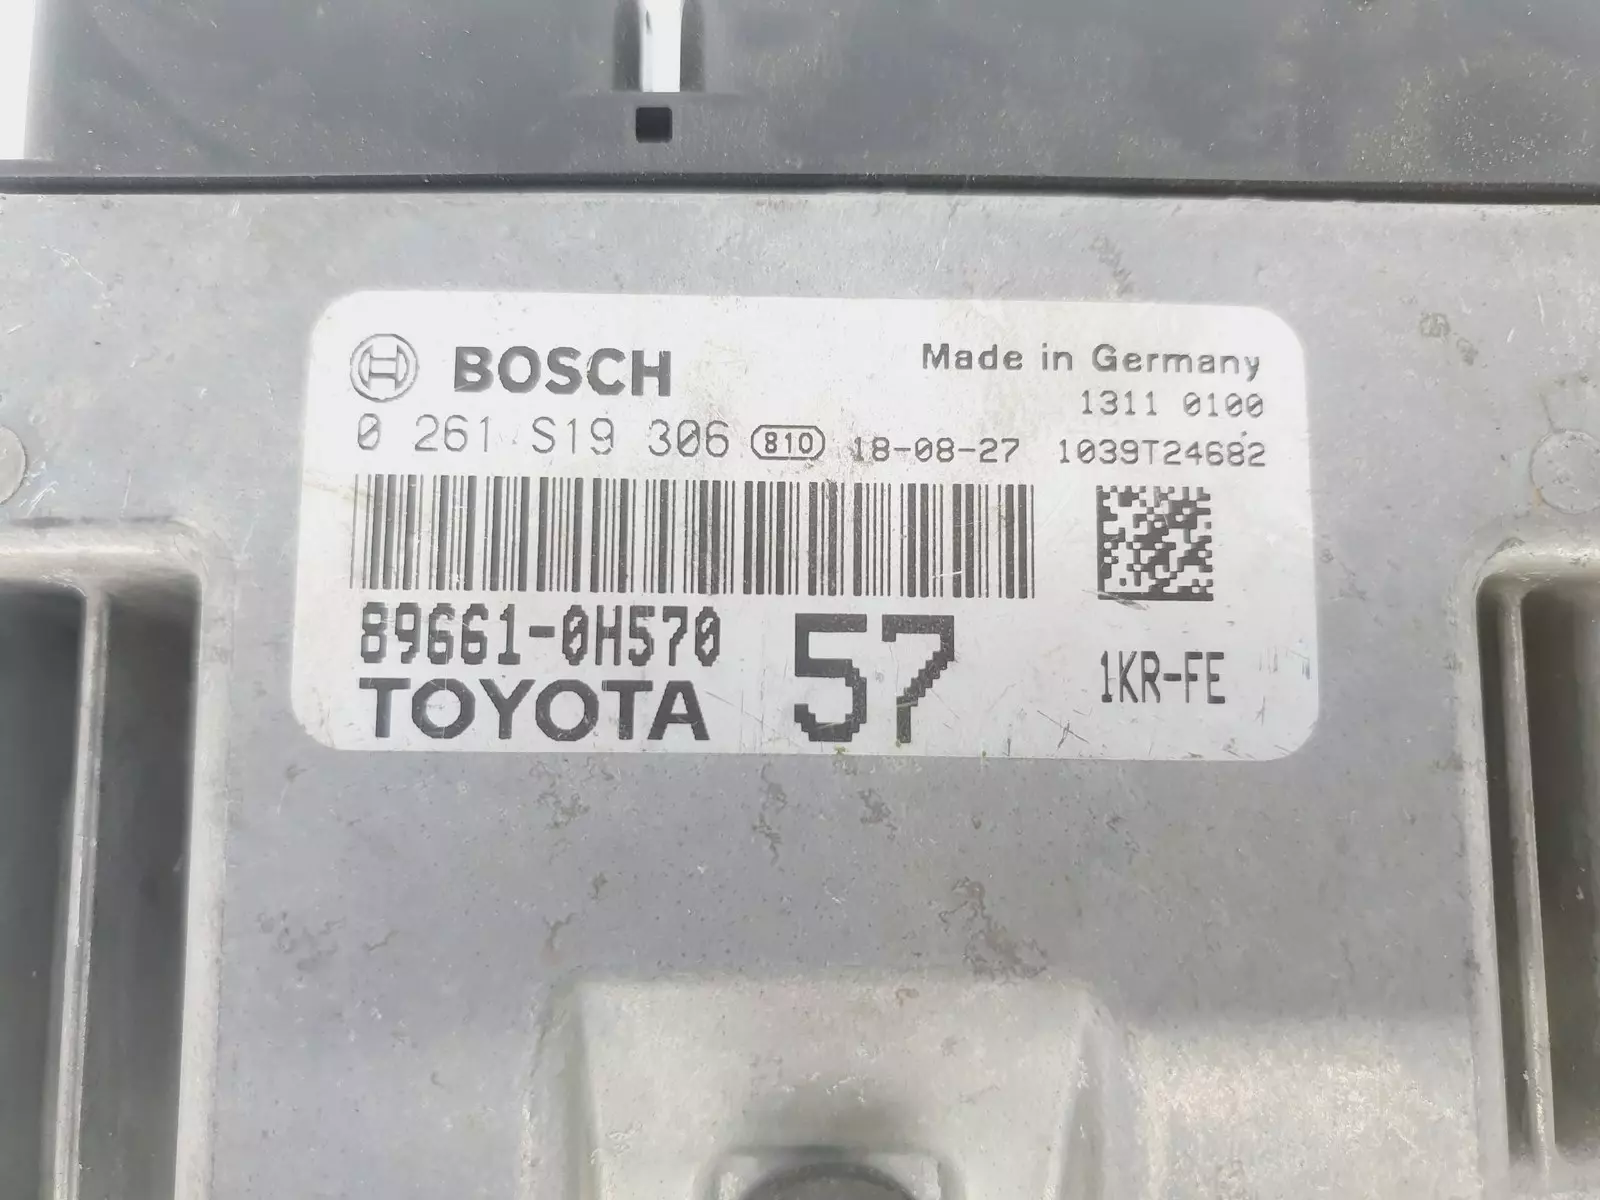 BOSCH
Made in Germany
1311 0100
0 261 S19 306 810 18-08-27 1039T24682
89661-0H570
TOYOTA
57
1KR-FE